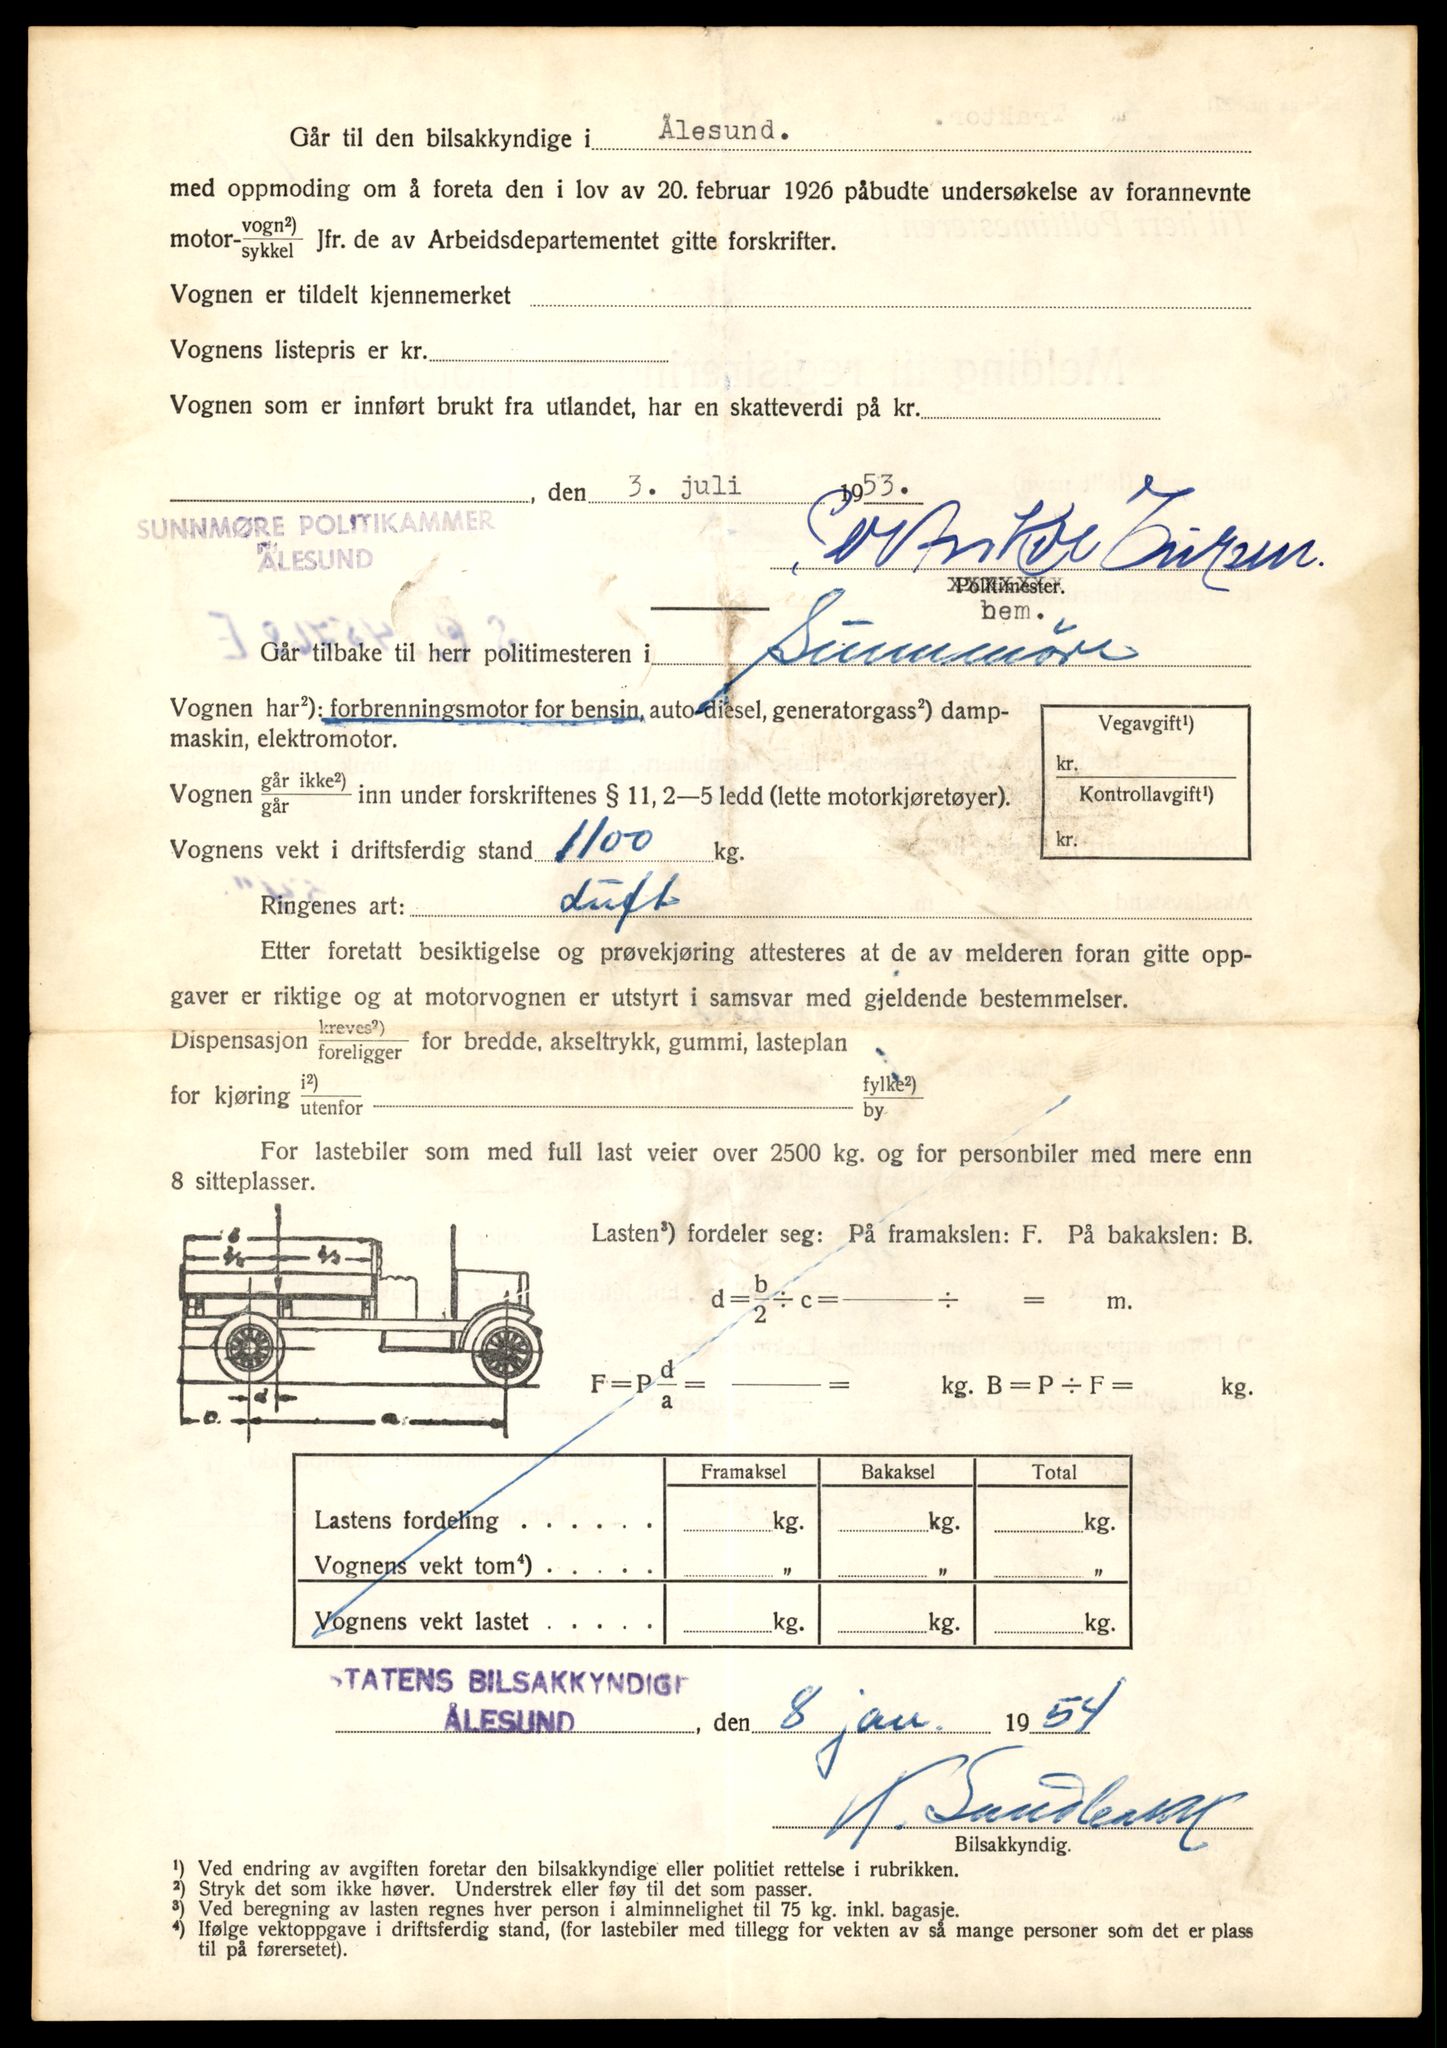 Går til den bilsakkyndige i Ålesund.
med oppmoding om å foreta den i lov av 20. februar 1926 påbudte undersøkelse av forannevnte
motor- vogn²) / sykkel Jfr. de av Arbeidsdepartementet gitte forskrifter.
Vognen er tildelt kjennemerket
Vognens listepris er kr.
Vognen som er innført brukt fra utlandet, har en skatteverdi på kr.
, den 3. juli 1953.
SUNNMØRE POLITIKAMMER
ÅLESUND
Politimester.
bem.
Går tilbake til herr politimesteren i Sunnmøre
Vognen har²): forbrenningsmotor for bensin, auto-diesel, generatorgass²) damp-
maskin, elektromotor.
Vegavgift¹)
kr.
Kontrollavgift¹)
kr.
Vognen går ikke²) / går inn under forskriftenes § 11, 2—5 ledd (lette motorkjøretøyer).
Vognens vekt i driftsferdig stand 1100 kg.
Ringenes art: luft
Etter foretatt besiktigelse og prøvekjøring attesteres at de av melderen foran gitte opp-
gaver er riktige og at motorvognen er utstyrt i samsvar med gjeldende bestemmelser.
Dispensasjon kreves²) / foreligger for bredde, akseltrykk, gummi, lasteplan
for kjøring i²) / utenfor fylke²) / by
For lastebiler som med full last veier over 2500 kg. og for personbiler med mere enn
8 sitteplasser.
Lasten³) fordeler seg: På framakslen: F. På bakakslen: B.
d = b/2 ÷ c = ——— ÷ = m.
F = P d/a = ——— = kg. B = P ÷ F = kg.
b
d
c. a.
Framaksel Bakaksel Total
Lastens fordeling . . . . . . kg. kg. kg.
Vognens vekt tom⁴) . . . . . „ „ „
Vognens vekt lastet . . . . . kg. kg. kg.
STATENS BILSAKKYNDIGE
ÅLESUND, den 8 jan. 1954
Bilsakkyndig.
¹) Ved endring av avgiften foretar den bilsakkyndige eller politiet rettelse i rubrikken.
²) Stryk det som ikke høver. Understrek eller føy til det som passer.
³) Ved beregning av lasten regnes hver person i alminnelighet til 75 kg. inkl. bagasje.
⁴) Ifølge vektoppgave i driftsferdig stand, (for lastebiler med tillegg for vekten av så mange personer som det er plass
til på førersetet).